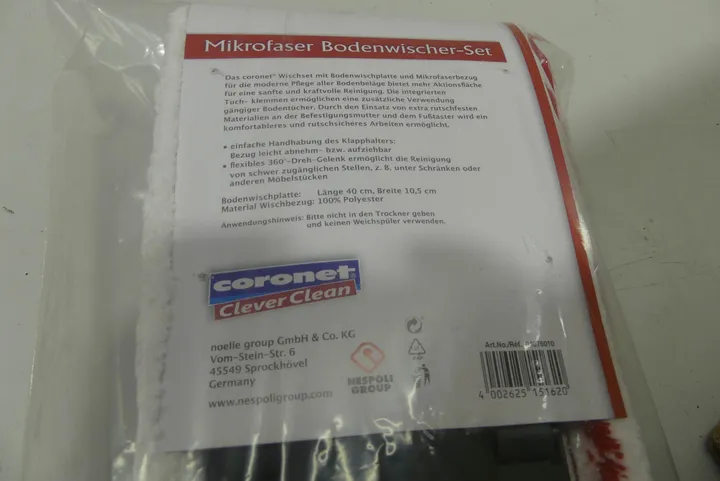 Mikrofaser Bodenwischer-Set
Das coronet® Wischset mit Bodenwischplatte und Mikrofaserbezug
für die moderne Pflege aller Bodenbeläge bietet mehr Aktionsfläche
für eine sanfte und kraftvolle Reinigung. Die integrierten
Tuch- klemmen ermöglichen eine zusätzliche Verwendung
gängiger Bodentücher. Durch den Einsatz von extra rutschfesten
Materialien an der Befestigungsmutter und dem Fußtaster wird ein
komfortableres und rutschsicheres Arbeiten ermöglicht.
• einfache Handhabung des Klapphalters:
Bezug leicht abnehm- bzw. aufziehbar
• flexibles 360°-Dreh-Gelenk ermöglicht die Reinigung
von schwer zugänglichen Stellen, z. B. unter Schränken oder
anderen Möbelstücken
Bodenwischplatte: Länge 40 cm, Breite 10,5 cm
Material Wischbezug: 100% Polyester
Anwendungshinweis: Bitte nicht in den Trockner geben
und keinen Weichspüler verwenden.
coronet®
Clever Clean
noelle group GmbH & Co. KG
Vom-Stein-Str. 6
45549 Sprockhövel
Germany
www.nespoligroup.com
NESPOLI
GROUP
Art.No./Réf.
4 002625 151620